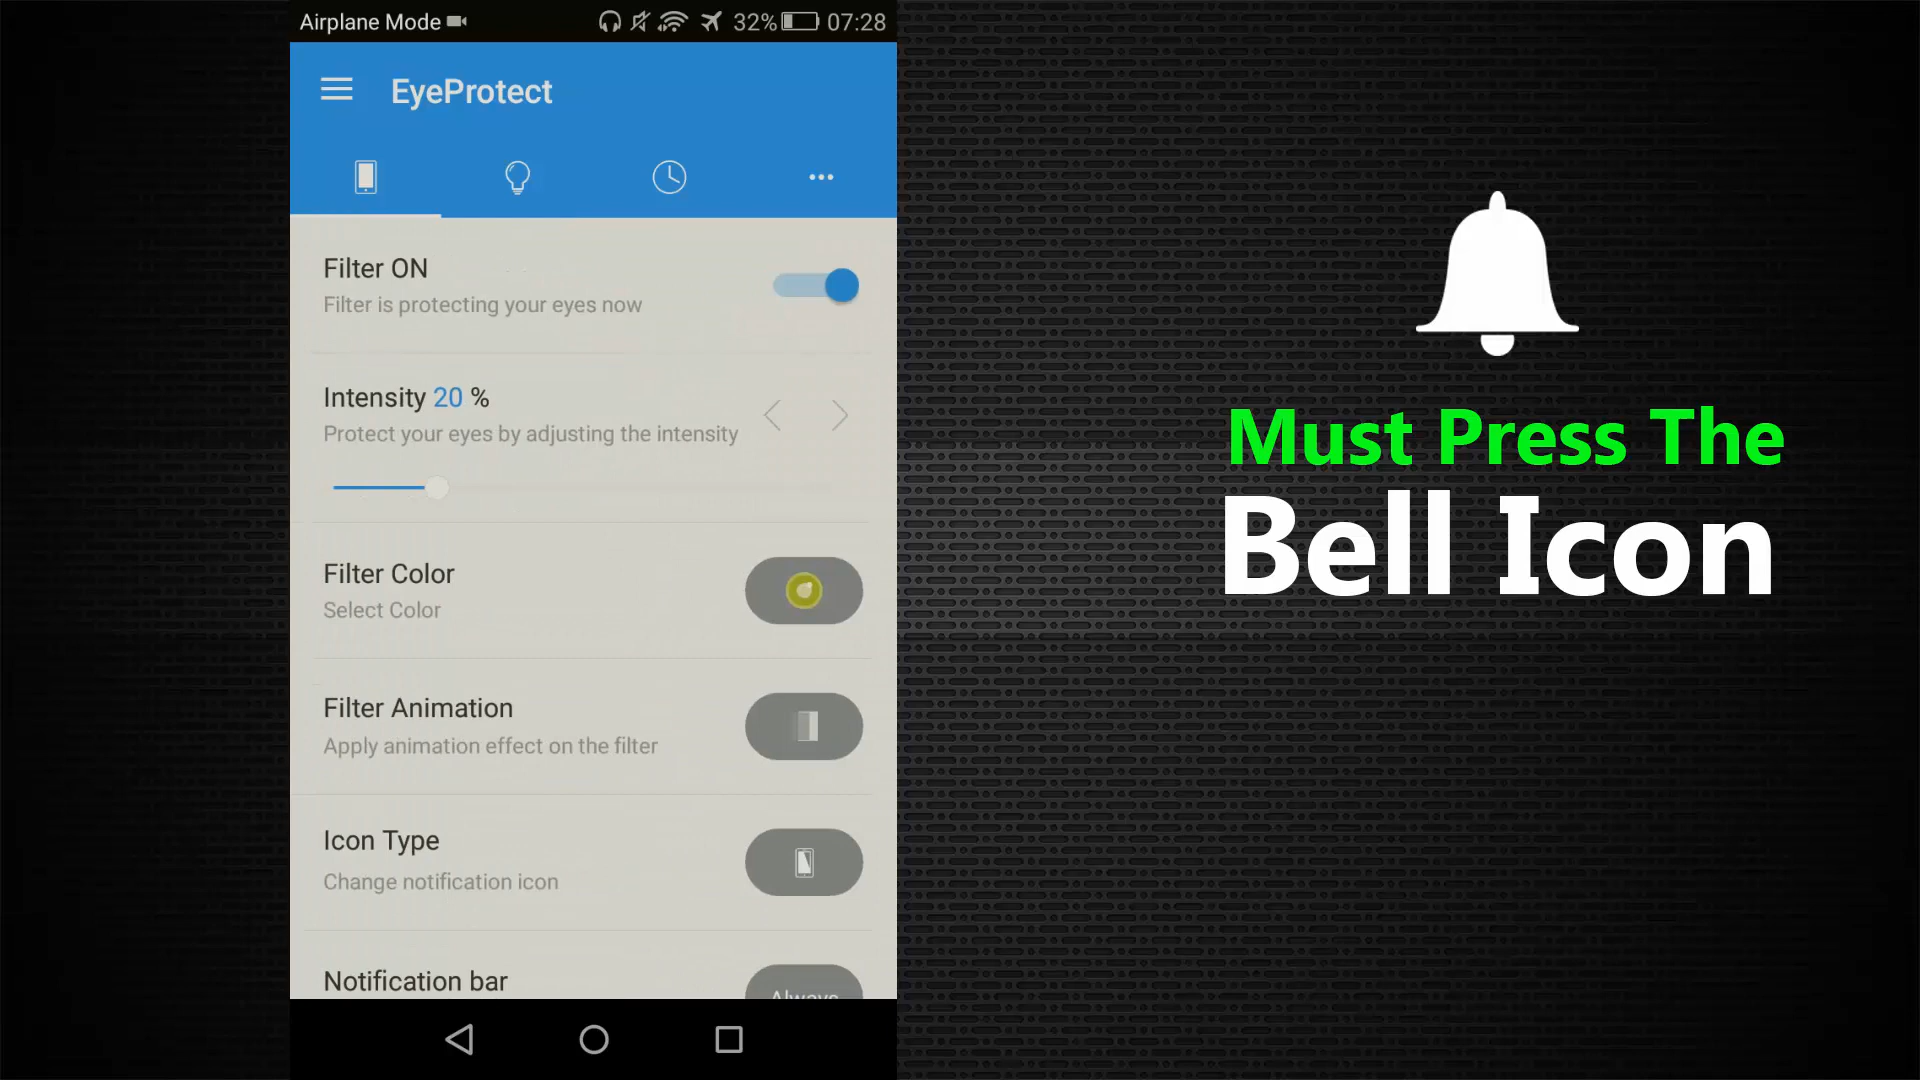 Airplane Mode 32% 07:28
EyeProtect
Filter ON
Filter is protecting your eyes now
Intensity 20 %
Protect your eyes by adjusting the intensity
Filter Color
Select Color
Filter Animation
Apply animation effect on the filter
Icon Type
Change notification icon
Notification bar
Always
Must Press The
Bell Icon